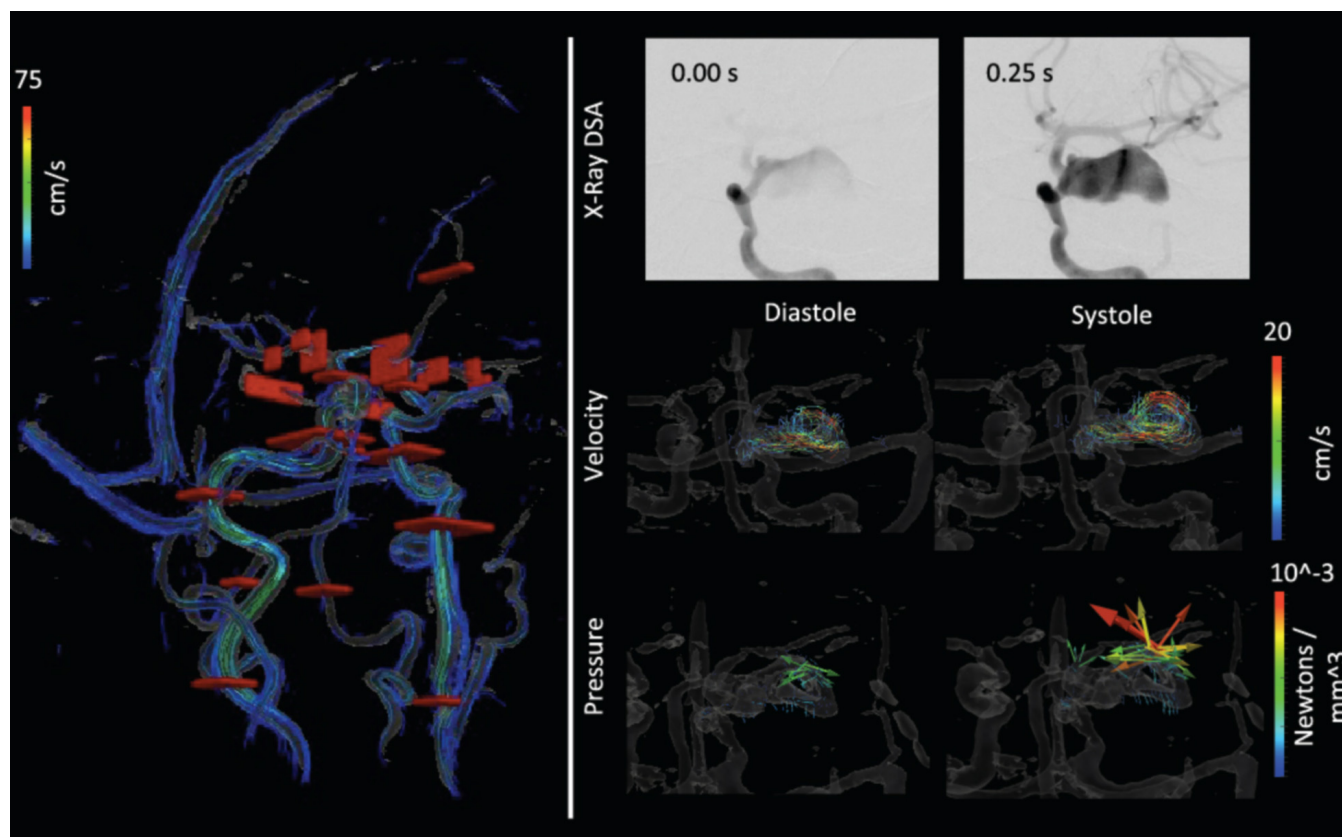 75
cm/s
X-Ray DSA
0.00 s
0.25 s
Diastole
Systole
Velocity
20
cm/s
Pressure
10^-3
Newtons /
mm^3